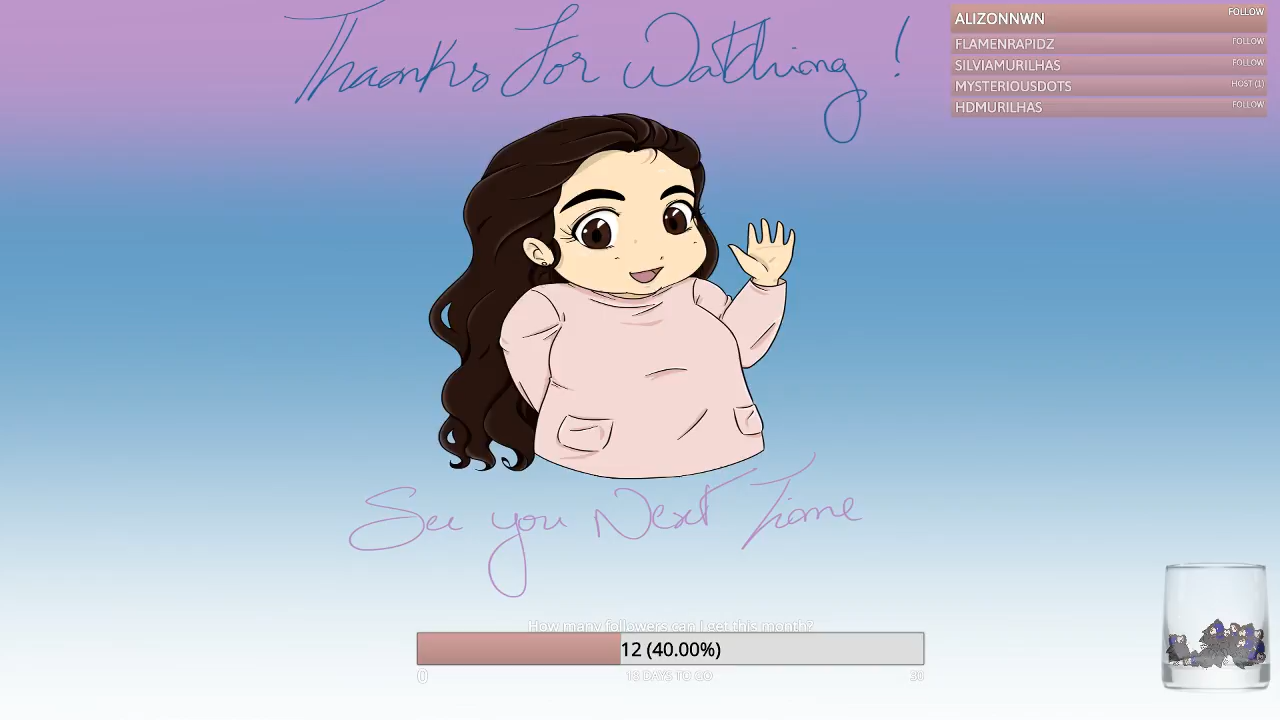 Thanks For Watching !
ALIZONNWN FOLLOW
FLAMENRAPIDZ FOLLOW
SILVIAMURILHAS FOLLOW
MYSTERIOUSDOTS HOST (1)
HDMURILHAS FOLLOW
See you Next Time
How many followers can I get this month?
12 (40.00%)
0 18 DAYS TO GO 30